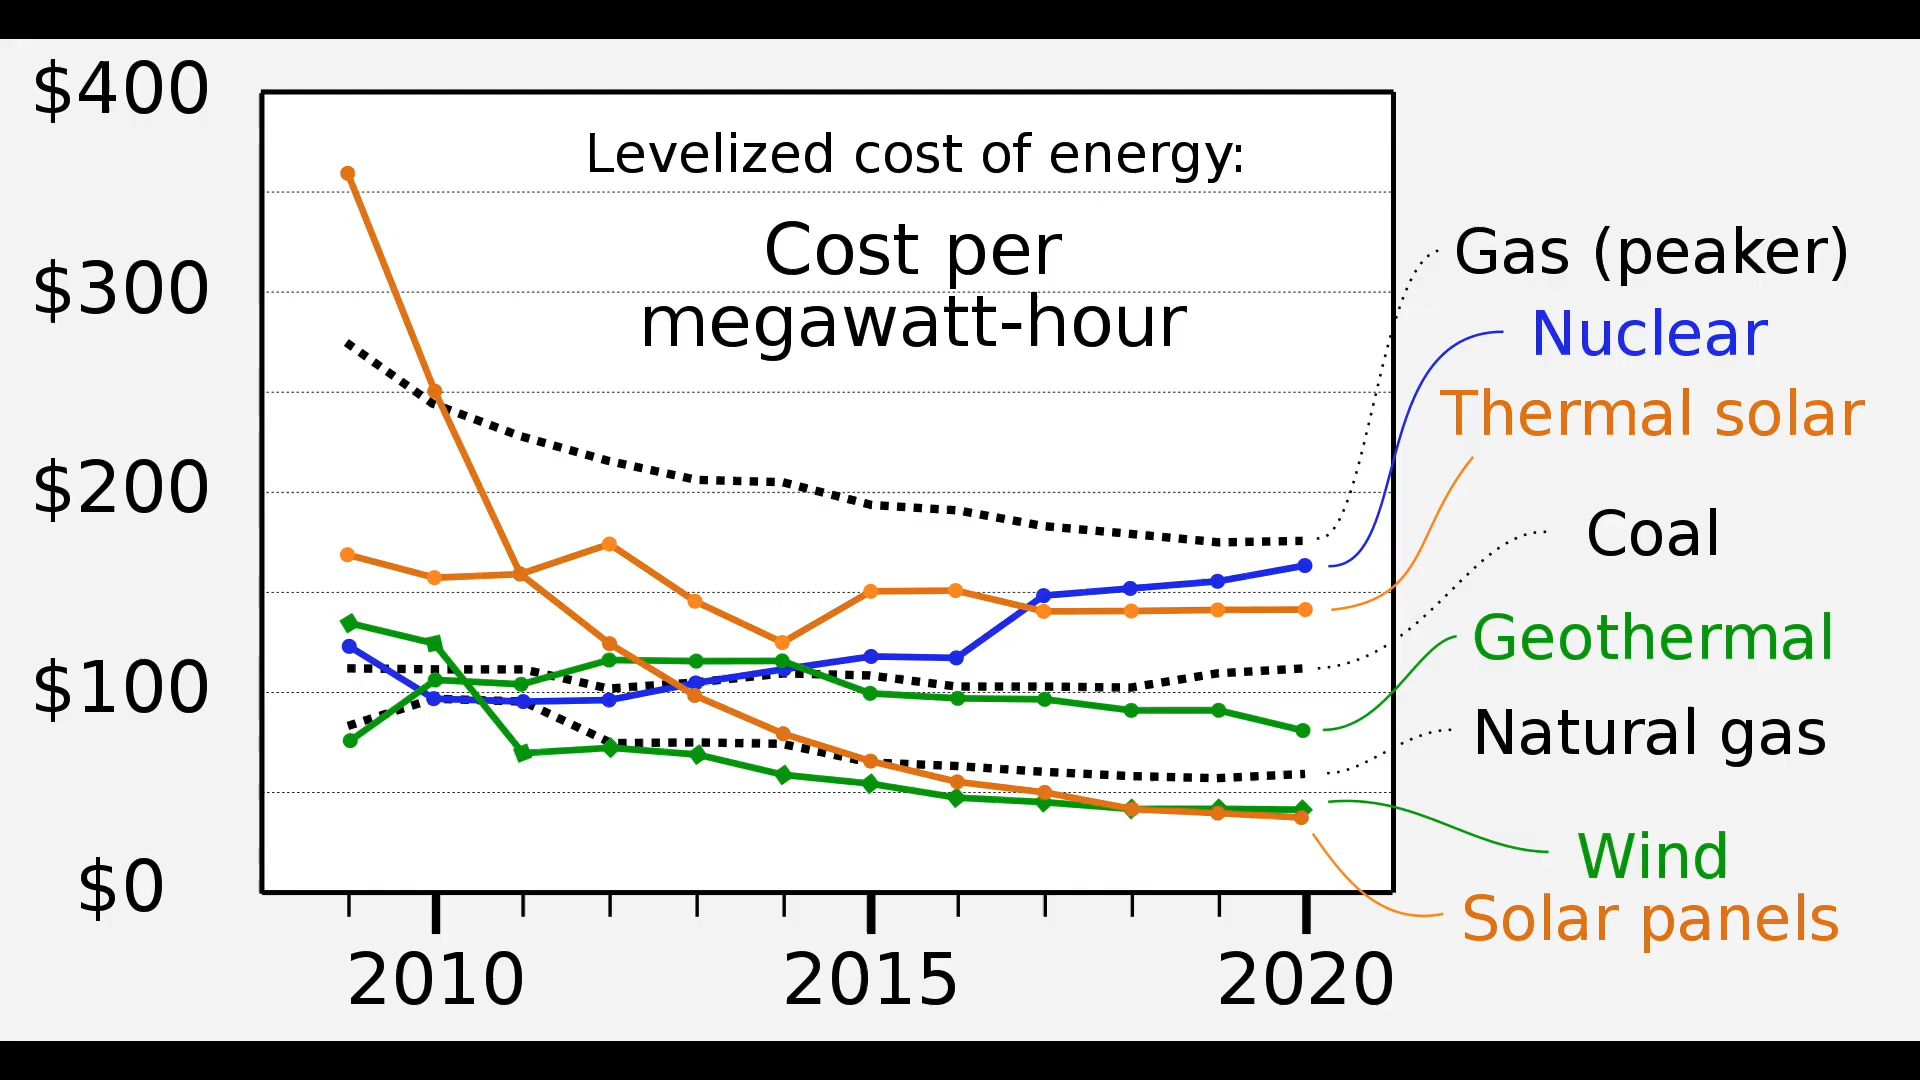 $400
Levelized cost of energy:
Cost per
megawatt-hour
$300
$200
$100
$0
2010 2015 2020
Gas (peaker)
Nuclear
Thermal solar
Coal
Geothermal
Natural gas
Wind
Solar panels